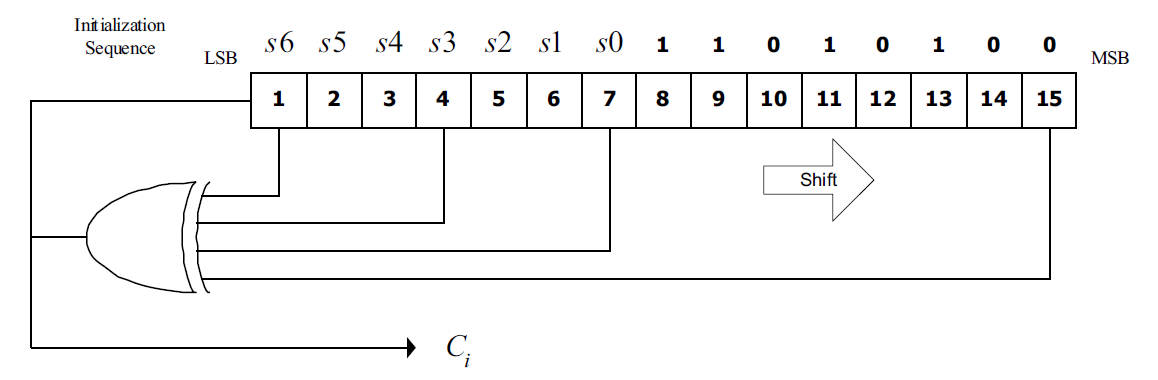 Initialization
Sequence
LSB s6 s5 s4 s3 s2 s1 s0 1 1 0 1 0 1 0 0 MSB
1 2 3 4 5 6 7 8 9 10 11 12 13 14 15
Shift
Ci